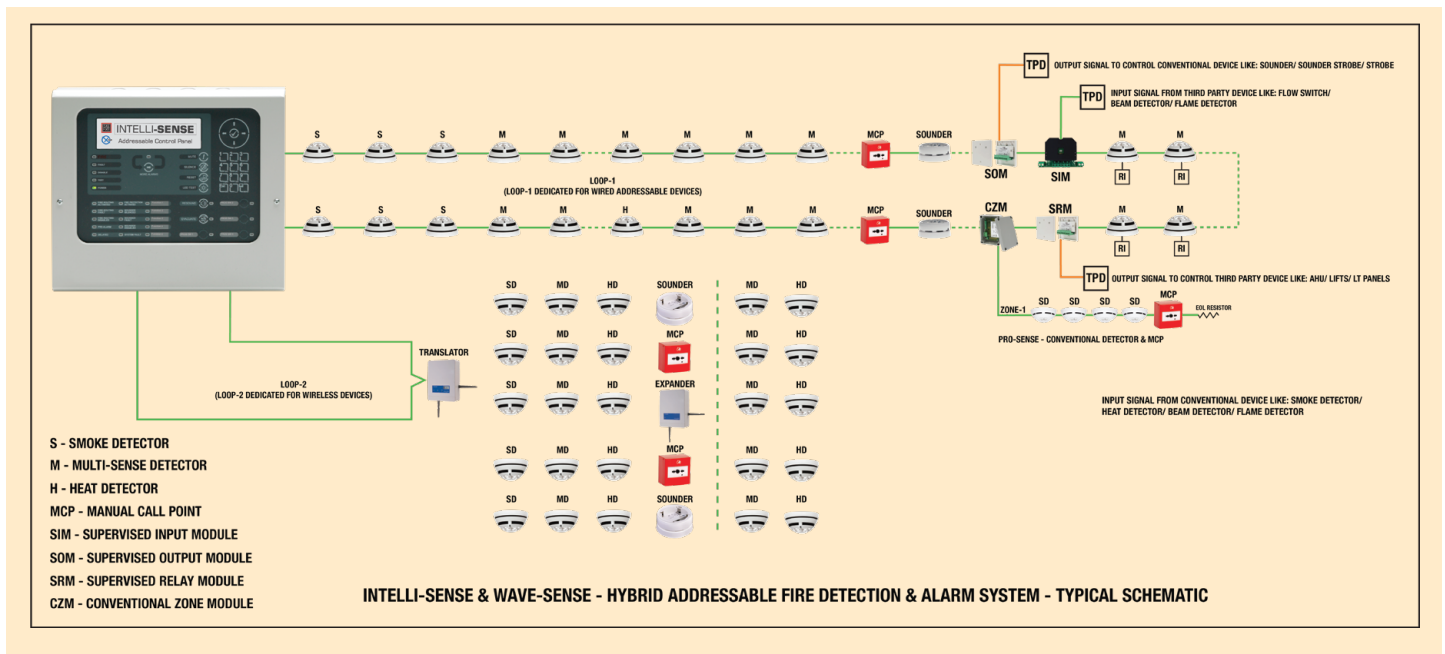 TPD OUTPUT SIGNAL TO CONTROL CONVENTIONAL DEVICE LIKE: SOUNDER/ SOUNDER STROBE/ STROBE
TPD INPUT SIGNAL FROM THIRD PARTY DEVICE LIKE: FLOW SWITCH/
BEAM DETECTOR/ FLAME DETECTOR
INTELLI-SENSE
Addressable Control Panel
S S S M M M M M M MCP SOUNDER M M
SOM SIM RI RI
LOOP-1
(LOOP-1 DEDICATED FOR WIRED ADDRESSABLE DEVICES)
S S S M M H M M M MCP SOUNDER CZM SRM M M
RI RI
TPD OUTPUT SIGNAL TO CONTROL THIRD PARTY DEVICE LIKE: AHU/ LIFTS/ LT PANELS
ZONE-1 SD SD SD SD MCP EOL RESISTOR
PRO-SENSE - CONVENTIONAL DETECTOR & MCP
SD MD HD SOUNDER MD HD
SD MD HD MCP MD HD
TRANSLATOR
LOOP-2
(LOOP-2 DEDICATED FOR WIRELESS DEVICES)
SD MD HD EXPANDER MD HD
INPUT SIGNAL FROM CONVENTIONAL DEVICE LIKE: SMOKE DETECTOR/
HEAT DETECTOR/ BEAM DETECTOR/ FLAME DETECTOR
SD MD HD MCP MD HD
SD MD HD SOUNDER MD HD
S - SMOKE DETECTOR
M - MULTI-SENSE DETECTOR
H - HEAT DETECTOR
MCP - MANUAL CALL POINT
SIM - SUPERVISED INPUT MODULE
SOM - SUPERVISED OUTPUT MODULE
SRM - SUPERVISED RELAY MODULE
CZM - CONVENTIONAL ZONE MODULE
INTELLI-SENSE & WAVE-SENSE - HYBRID ADDRESSABLE FIRE DETECTION & ALARM SYSTEM - TYPICAL SCHEMATIC